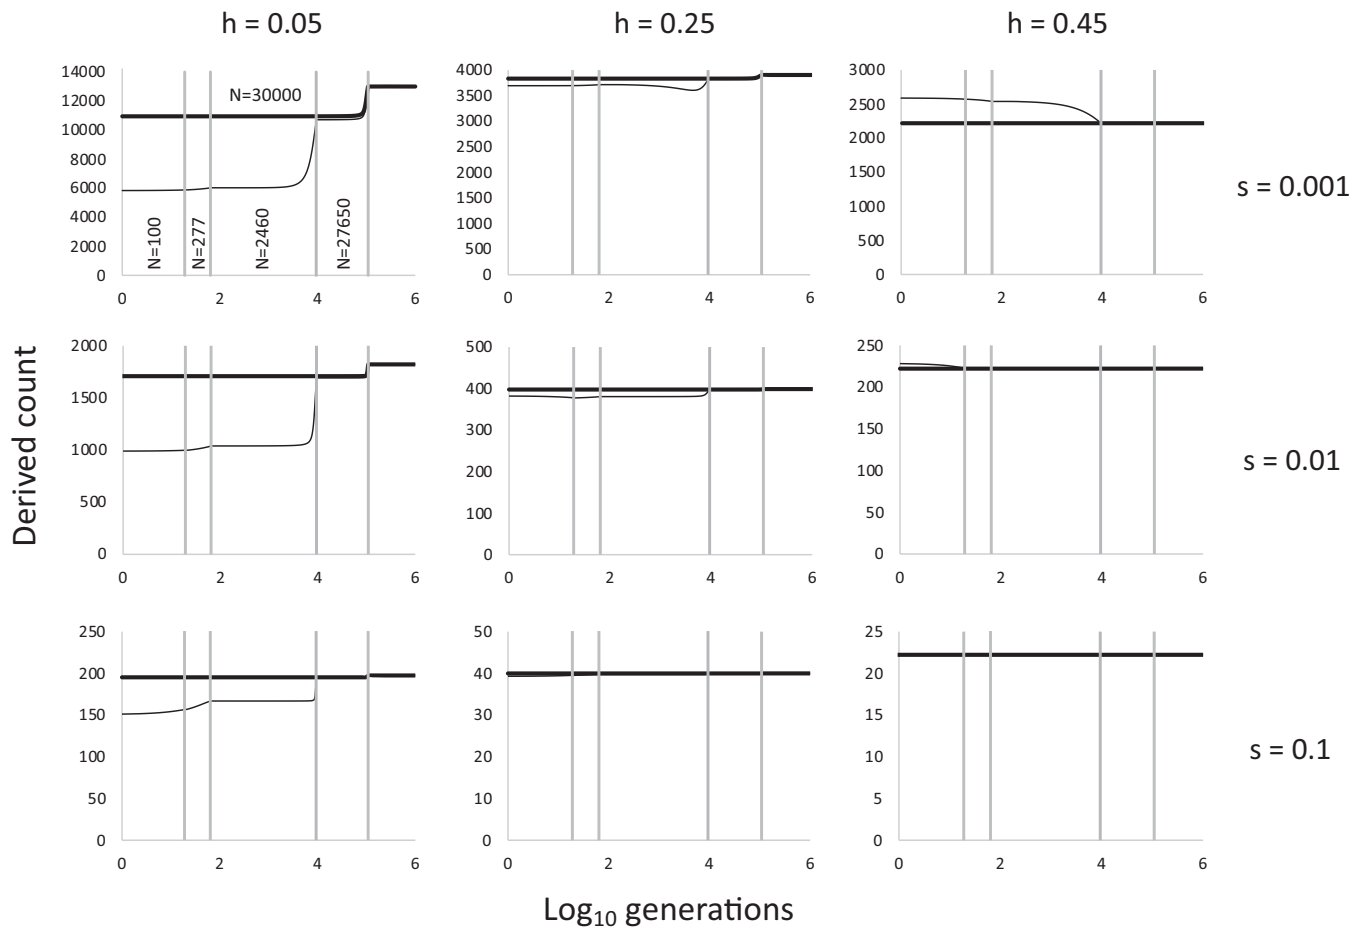 h = 0.05 h = 0.25 h = 0.45
14000
12000
10000
8000
6000
4000
2000
0
N=30000
N=100
N=277
N=2460
N=27650
0 2 4 6
4000
3500
3000
2500
2000
1500
1000
500
0
0 2 4 6
3000
2500
2000
1500
1000
500
0
0 2 4 6
s = 0.001
Derived count
2000
1500
1000
500
0
0 2 4 6
500
400
300
200
100
0
0 2 4 6
250
200
150
100
50
0
0 2 4 6
s = 0.01
250
200
150
100
50
0
0 2 4 6
50
40
30
20
10
0
0 2 4 6
25
20
15
10
5
0
0 2 4 6
s = 0.1
Log₁₀ generations